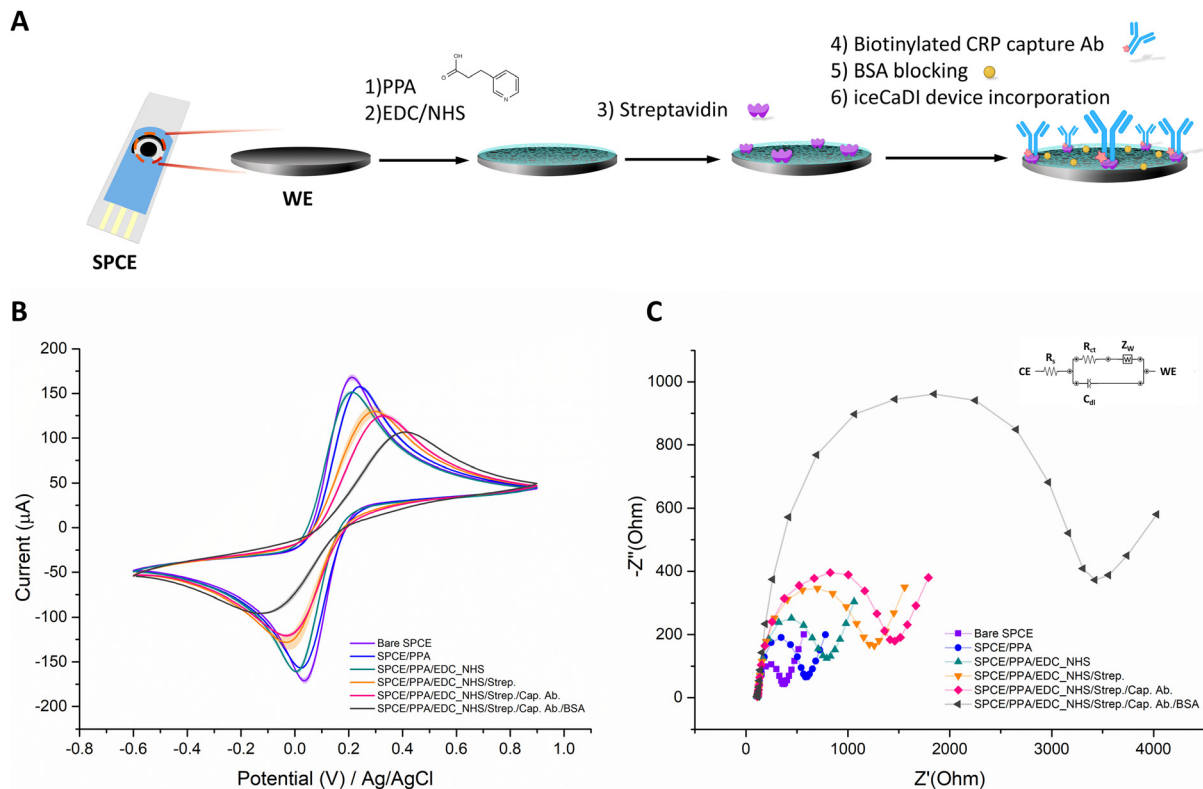 A
1)PPA
2)EDC/NHS
OH
O
N
3) Streptavidin
4) Biotinylated CRP capture Ab
5) BSA blocking
6) iceCaDI device incorporation
SPCE
WE
B
200
150
100
50
0
-50
-100
-150
-200
Current (µA)
Bare SPCE
SPCE/PPA
SPCE/PPA/EDC_NHS
SPCE/PPA/EDC_NHS/Strep.
SPCE/PPA/EDC_NHS/Strep./Cap. Ab.
SPCE/PPA/EDC_NHS/Strep./Cap. Ab./BSA
-0.8 -0.6 -0.4 -0.2 0.0 0.2 0.4 0.6 0.8 1.0
Potential (V) / Ag/AgCl
C
1000
800
600
400
200
0
-Z''(Ohm)
CE
Rs
Rct
ZW
Cdl
WE
Bare SPCE
SPCE/PPA
SPCE/PPA/EDC_NHS
SPCE/PPA/EDC_NHS/Strep.
SPCE/PPA/EDC_NHS/Strep./Cap. Ab.
SPCE/PPA/EDC_NHS/Strep./Cap. Ab./BSA
0 1000 2000 3000 4000
Z'(Ohm)